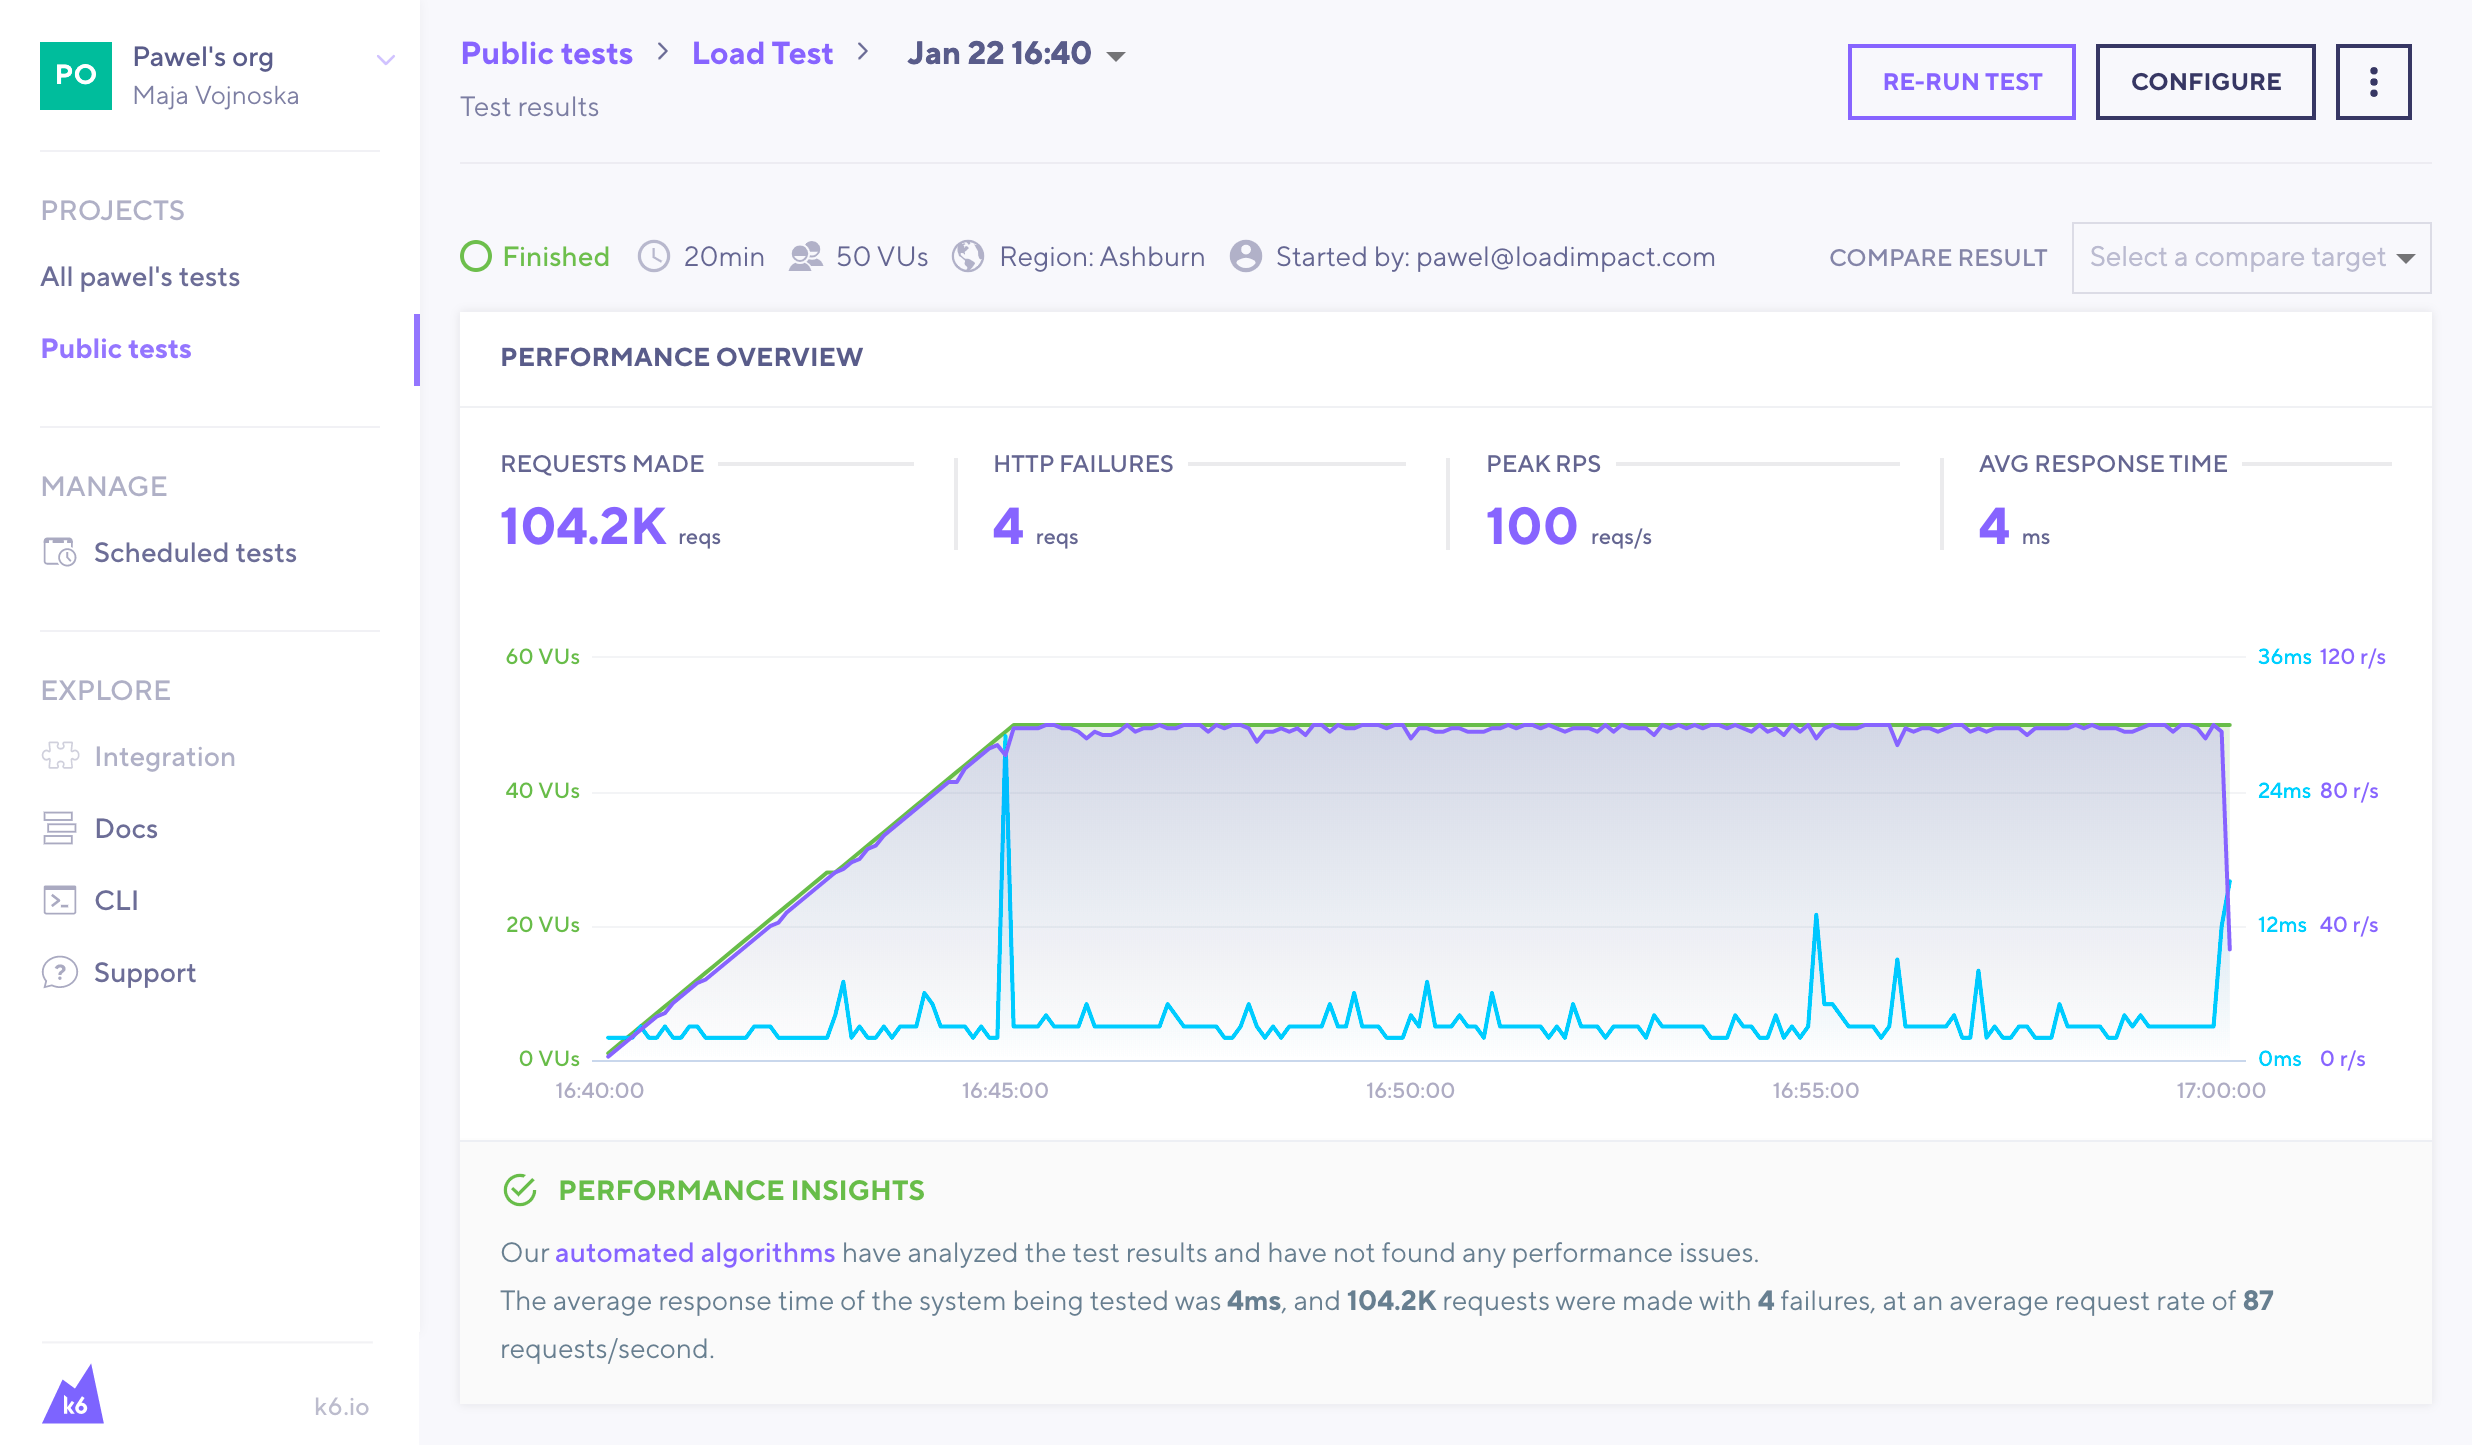 PO
Pawel's org
Maja Vojnoska
PROJECTS
All pawel's tests
Public tests
MANAGE
Scheduled tests
EXPLORE
Integration
Docs
CLI
Support
k6
k6.io
Public tests > Load Test > Jan 22 16:40
Test results
RE-RUN TEST
CONFIGURE
Finished 20min 50 VUs Region: Ashburn Started by: pawel@loadimpact.com
COMPARE RESULT Select a compare target
PERFORMANCE OVERVIEW
REQUESTS MADE
104.2K reqs
HTTP FAILURES
4 reqs
PEAK RPS
100 reqs/s
AVG RESPONSE TIME
4 ms
60 VUs 36ms 120 r/s
40 VUs 24ms 80 r/s
20 VUs 12ms 40 r/s
0 VUs 0ms 0 r/s
16:40:00 16:45:00 16:50:00 16:55:00 17:00:00
PERFORMANCE INSIGHTS
Our automated algorithms have analyzed the test results and have not found any performance issues.
The average response time of the system being tested was 4ms, and 104.2K requests were made with 4 failures, at an average request rate of 87
requests/second.